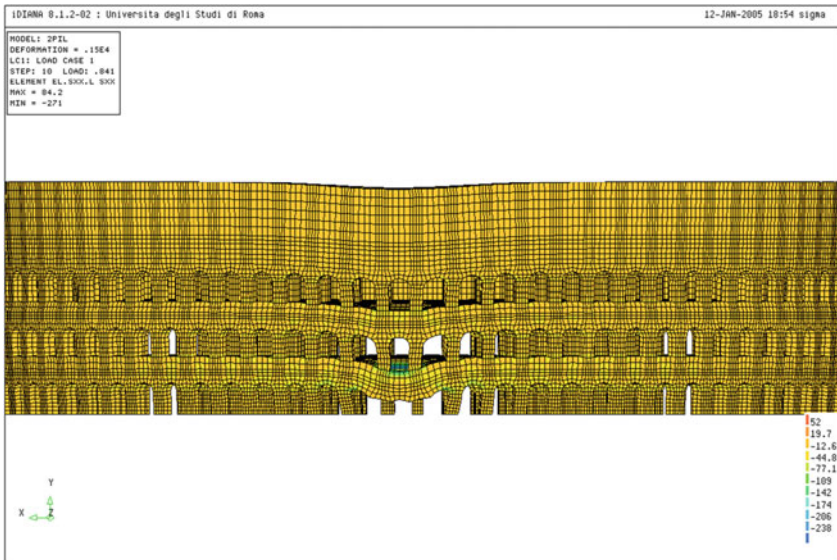 iDIANA 8.1.2-02 : Universita degli Studi di Roma
12-JAN-2005 18:54 sigma
MODEL: 2PIL
DEFORMATION = .15E4
LC1: LOAD CASE 1
STEP: 10 LOAD: .841
ELEMENT EL.SXX.L SXX
MAX = 84.2
MIN = -271
52
19.7
-12.6
-44.8
-77.1
-109
-142
-174
-206
-238
Y
X Z